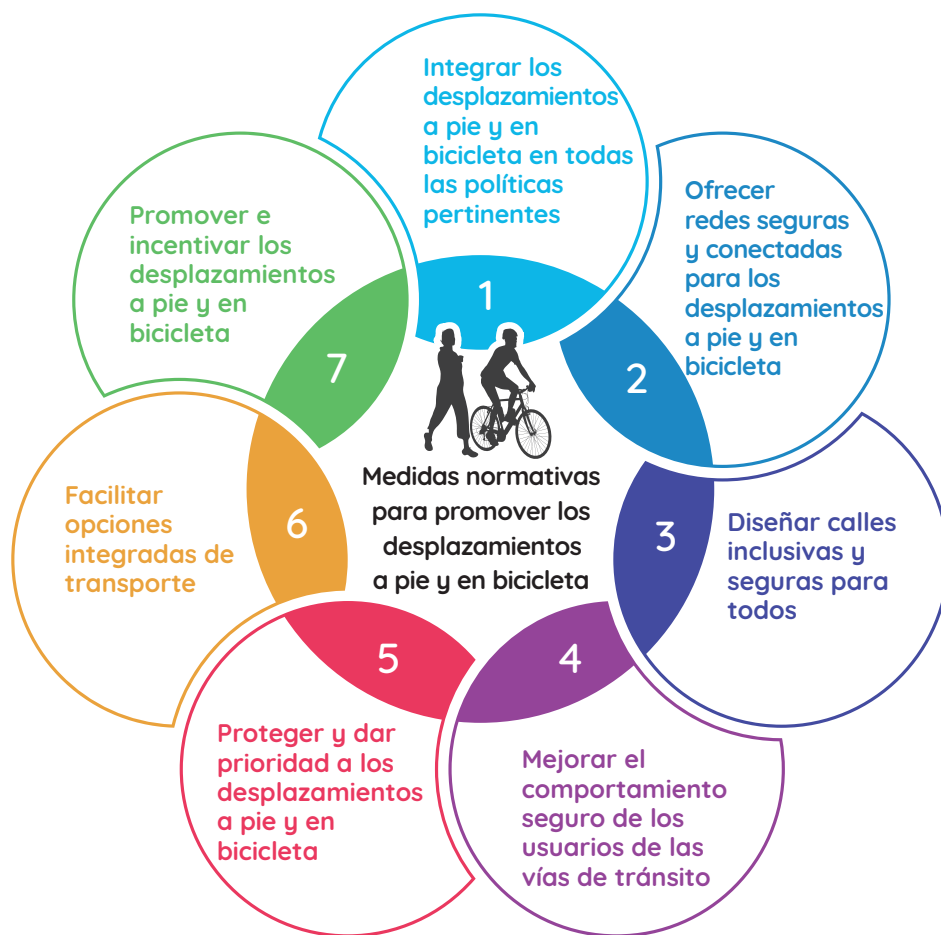 Integrar los
desplazamientos
a pie y en
bicicleta en todas
las políticas
pertinentes
1
Ofrecer
redes seguras
y conectadas
para los
desplazamientos
a pie y en
bicicleta
2
Diseñar calles
inclusivas y
seguras para
todos
3
Mejorar el
comportamiento
seguro de los
usuarios de las
vías de tránsito
4
Proteger y dar
prioridad a los
desplazamientos
a pie y en
bicicleta
5
Facilitar
opciones
integradas de
transporte
6
Promover e
incentivar los
desplazamientos
a pie y en
bicicleta
7
Medidas normativas
para promover los
desplazamientos
a pie y en bicicleta